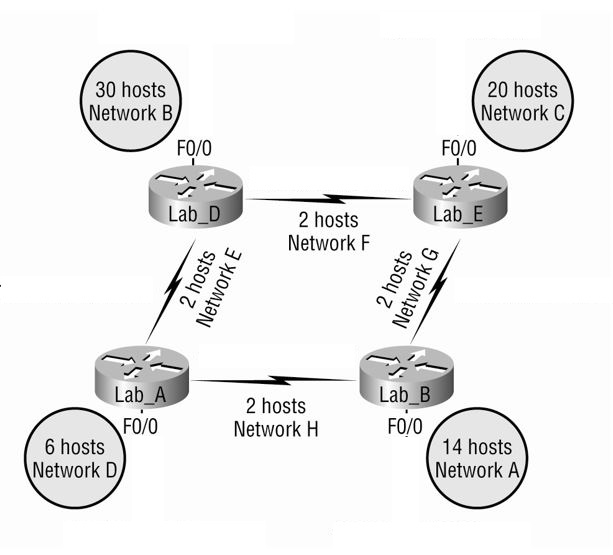 30 hosts
Network B
20 hosts
Network C
F0/0
F0/0
Lab_D
Lab_E
2 hosts
Network F
2 hosts
Network E
2 hosts
Network G
Lab_A
Lab_B
2 hosts
Network H
F0/0
F0/0
6 hosts
Network D
14 hosts
Network A